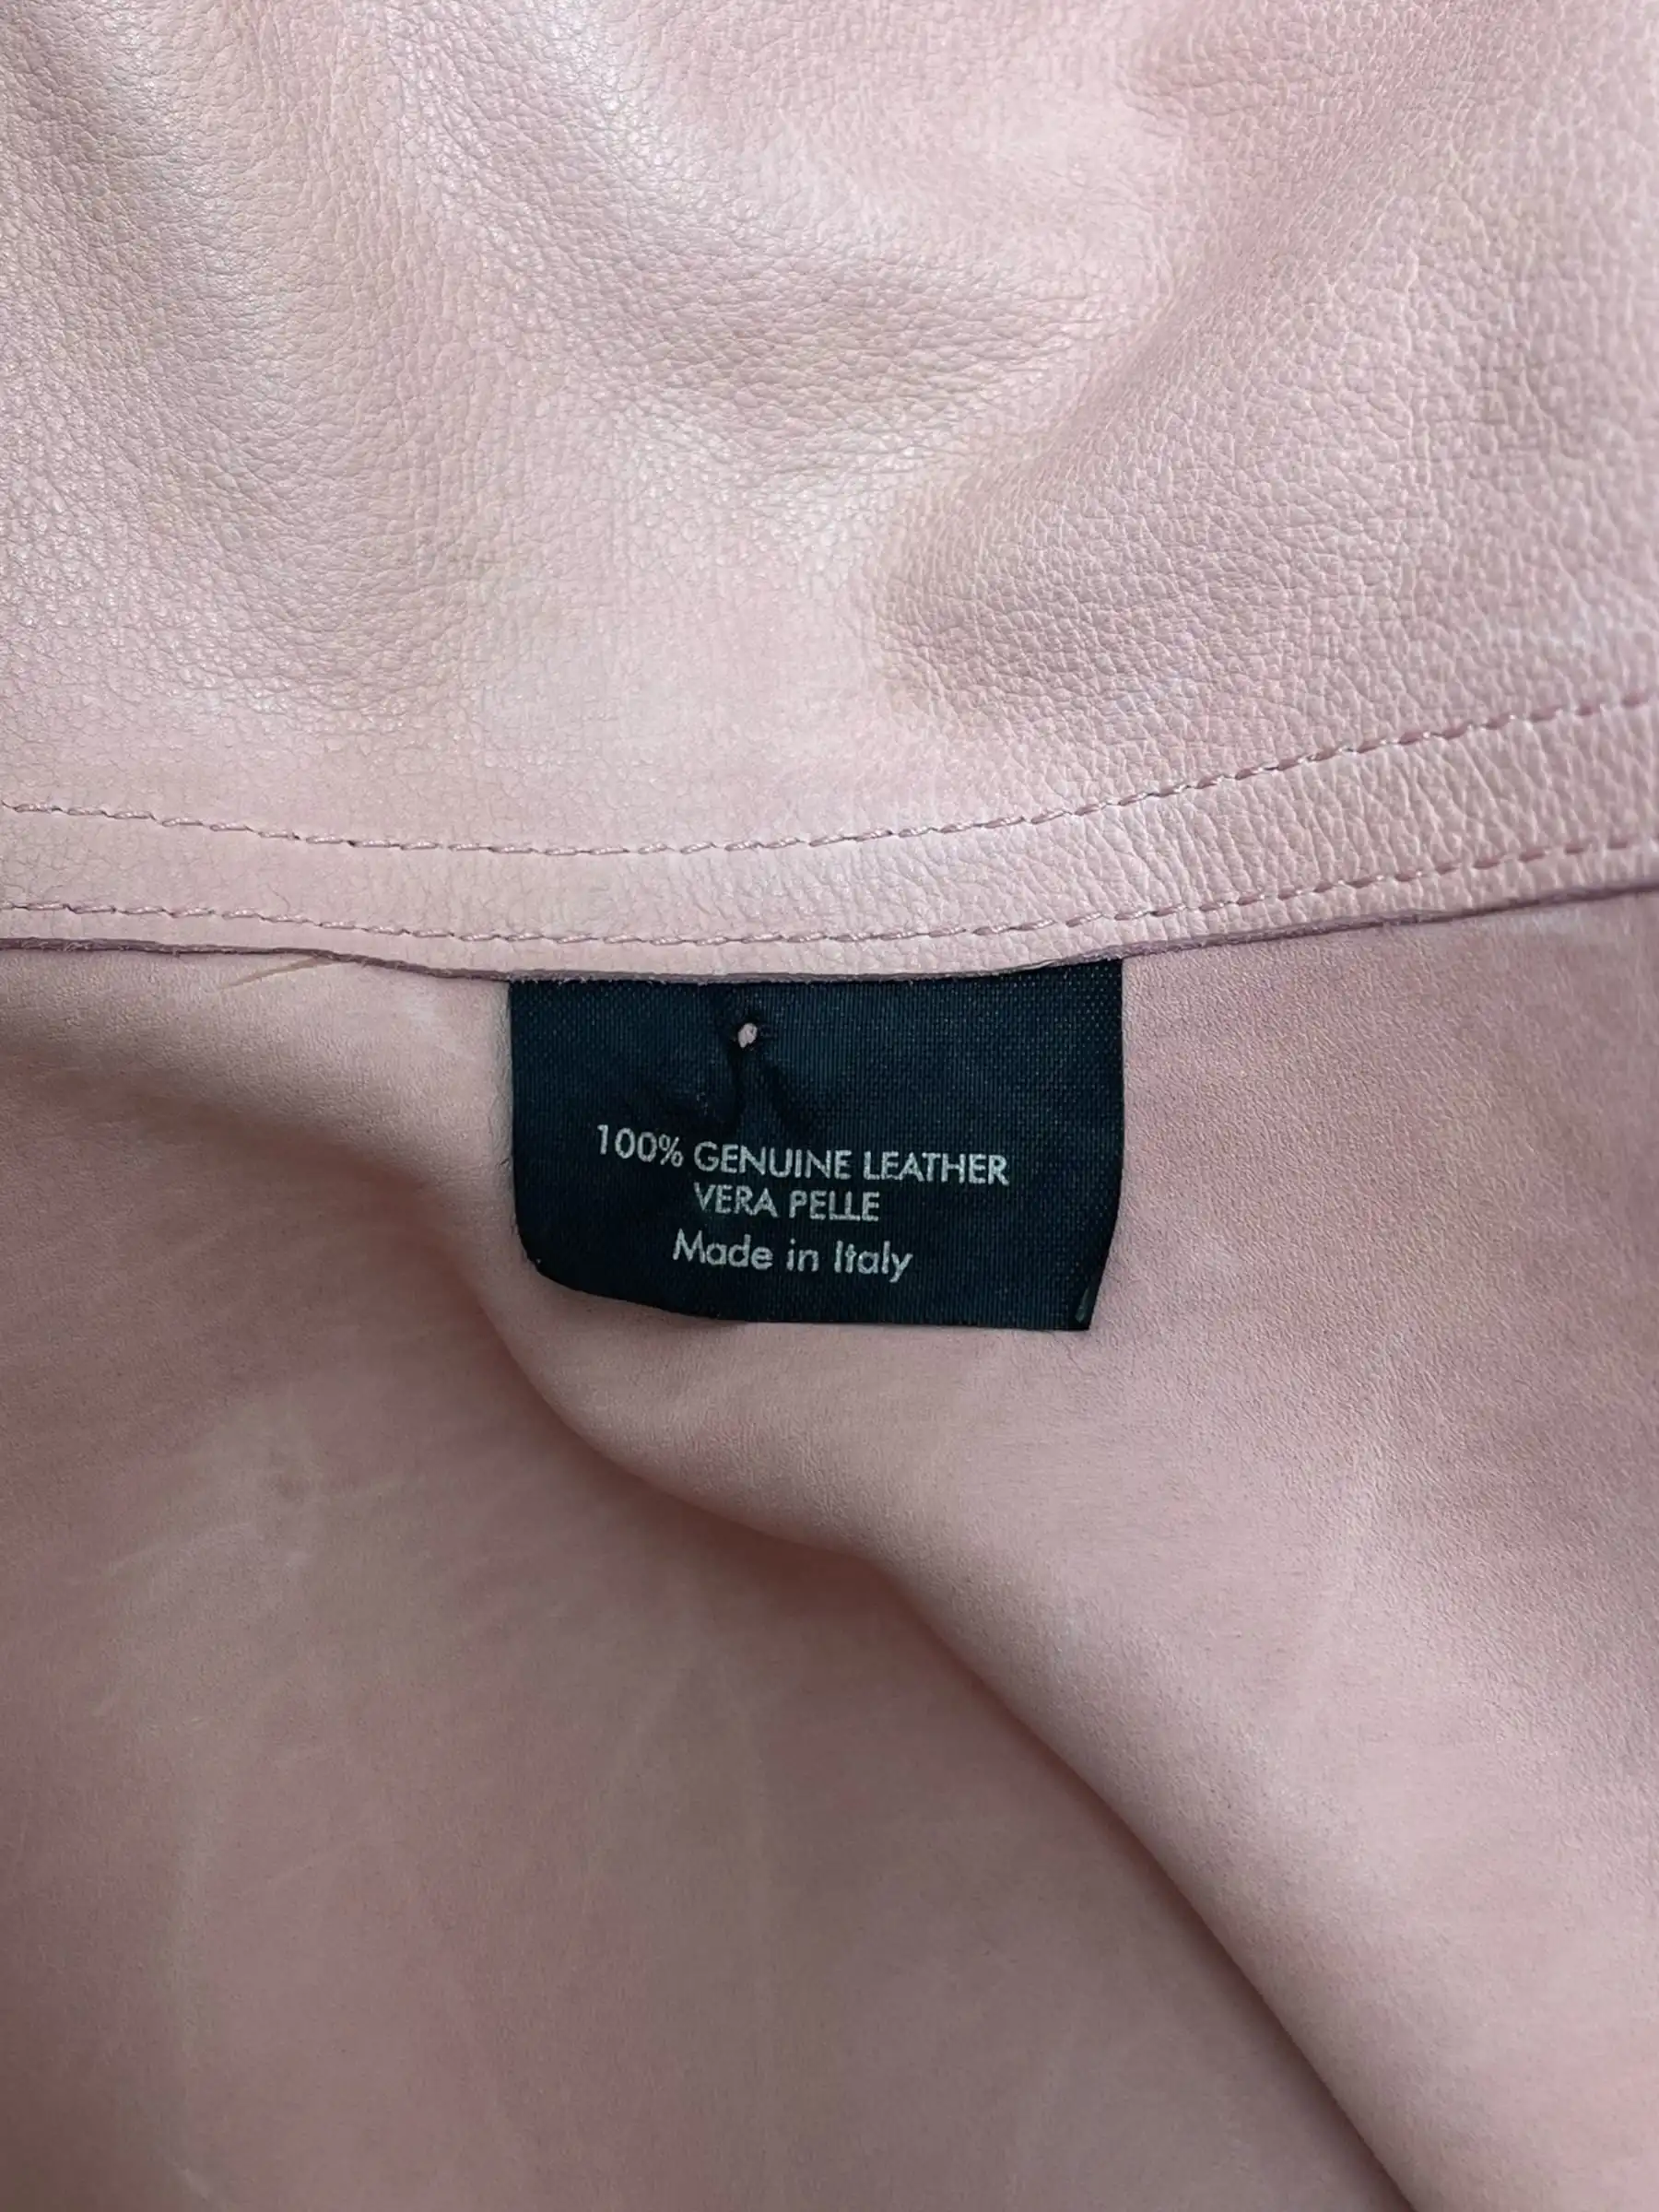 100% GENUINE LEATHER
VERA PELLE
Made in Italy